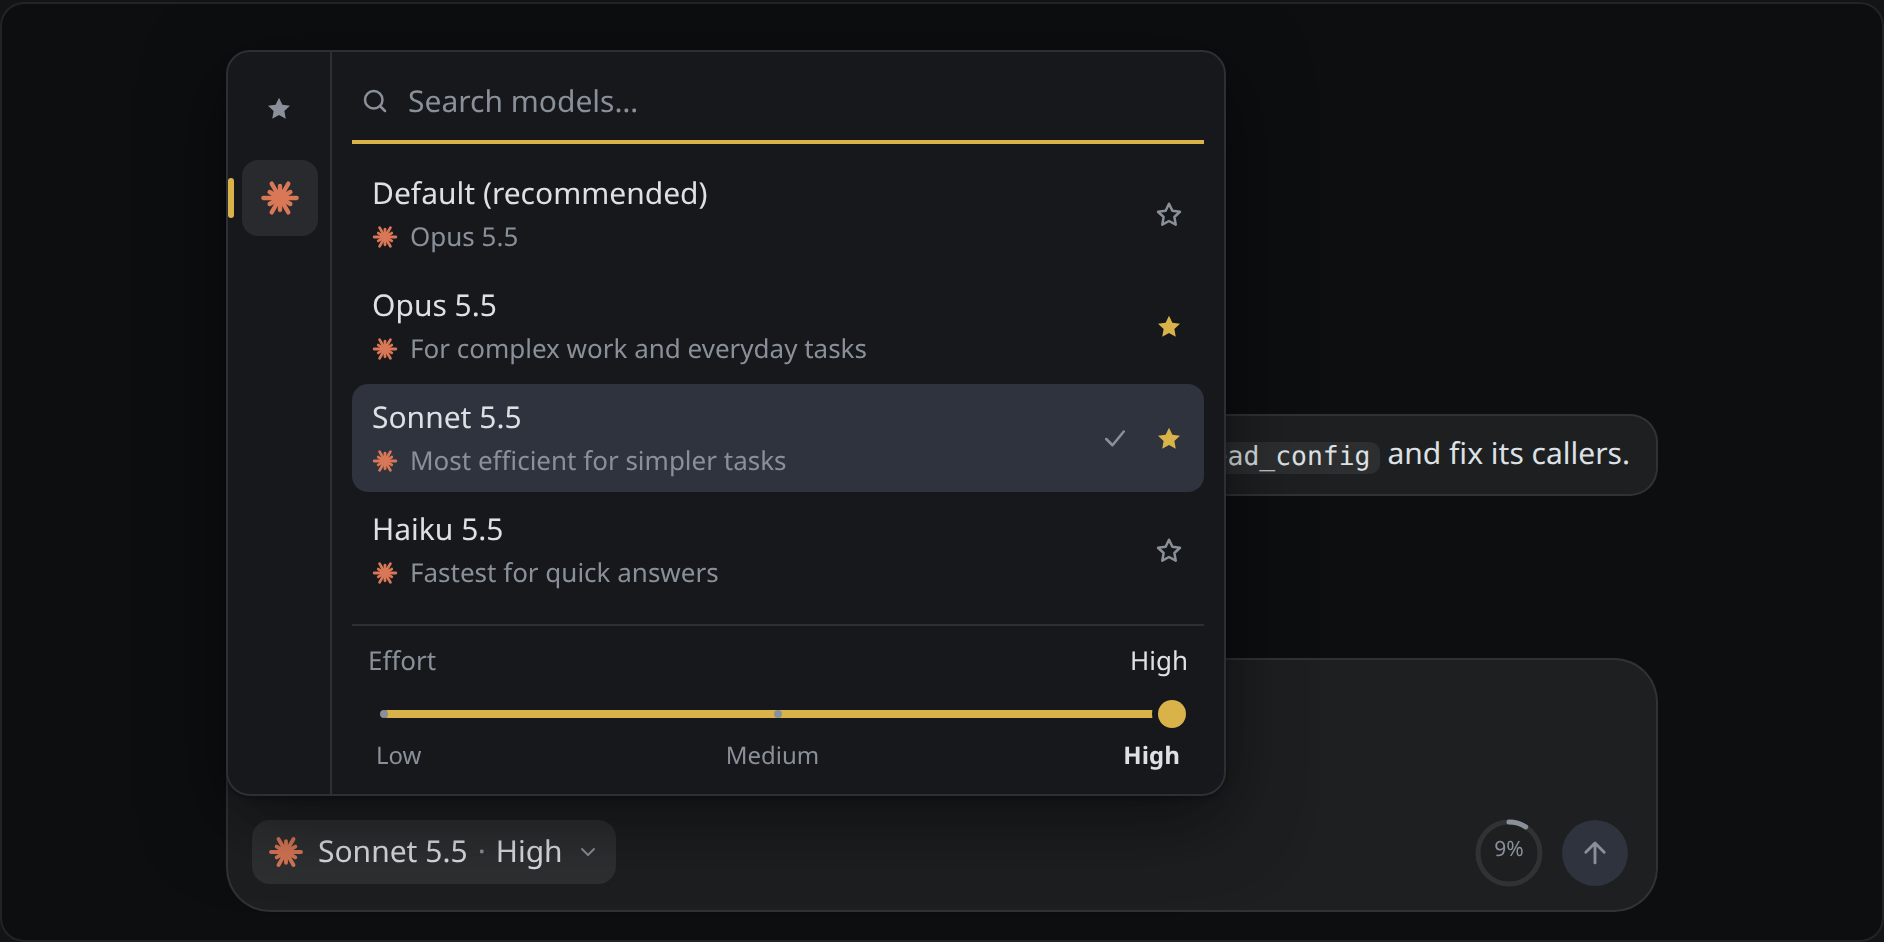 Search models...
Default (recommended)
Opus 5.5
Opus 5.5
For complex work and everyday tasks
Sonnet 5.5
Most efficient for simpler tasks
ad_config and fix its callers.
Haiku 5.5
Fastest for quick answers
Effort
High
Low
Medium
High
Sonnet 5.5 · High
9%